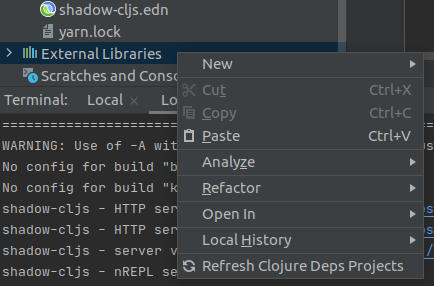 shadow-cljs.edn
yarn.lock
External Libraries
Scratches and Conso
Terminal: Local × Lo
New
Cut Ctrl+X
Copy Ctrl+C
Paste Ctrl+V
Analyze
Refactor
Open In
Local History
Refresh Clojure Deps Projects
WARNING: Use of -A wit
No config for build "b
No config for build "k
shadow-cljs - HTTP ser
shadow-cljs - HTTP ser
shadow-cljs - server v
shadow-cljs - nREPL se